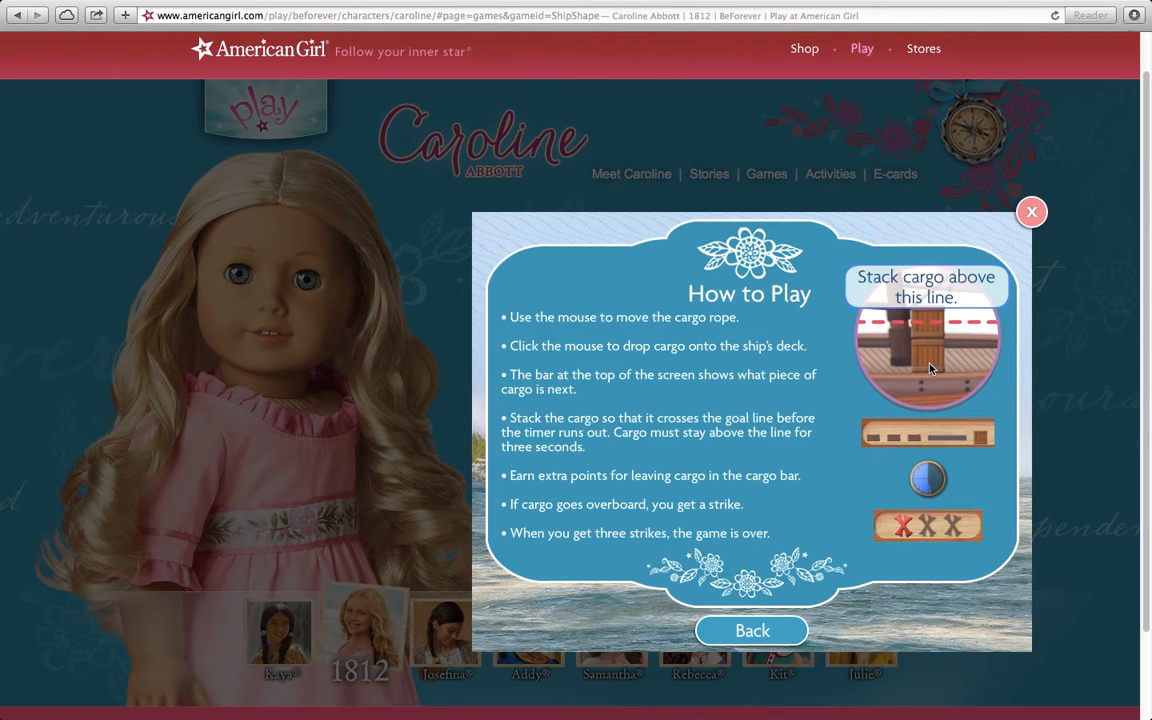 www.americangirl.com/play/beforever/characters/caroline/#page=games&gameid=ShipShape — Caroline Abbott | 1812 | BeForever | Play at American Girl
Reader
American Girl® Follow your inner star®
Shop · Play · Stores
play
Caroline
ABBOTT
Meet Caroline | Stories | Games | Activities | E-cards
X
How to Play
Stack cargo above
this line.
• Use the mouse to move the cargo rope.
• Click the mouse to drop cargo onto the ship's deck.
• The bar at the top of the screen shows what piece of
cargo is next.
• Stack the cargo so that it crosses the goal line before
the timer runs out. Cargo must stay above the line for
three seconds.
• Earn extra points for leaving cargo in the cargo bar.
• If cargo goes overboard, you get a strike.
• When you get three strikes, the game is over.
X X X
Back
Kaya® 1812 Josefina® Addy® Samantha® Rebecca® Kit® Julie®